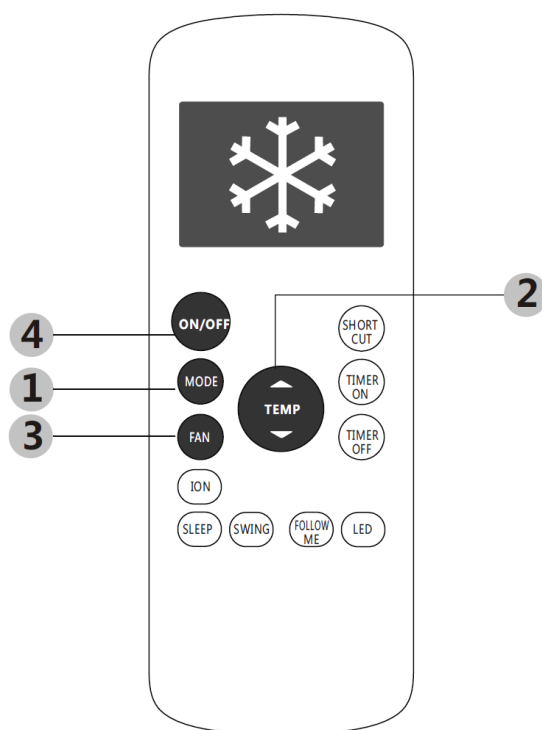 2
ON/OFF
4
SHORT
CUT
MODE
1
TEMP
TIMER
ON
FAN
3
TIMER
OFF
ION
SLEEP
SWING
FOLLOW
ME
LED